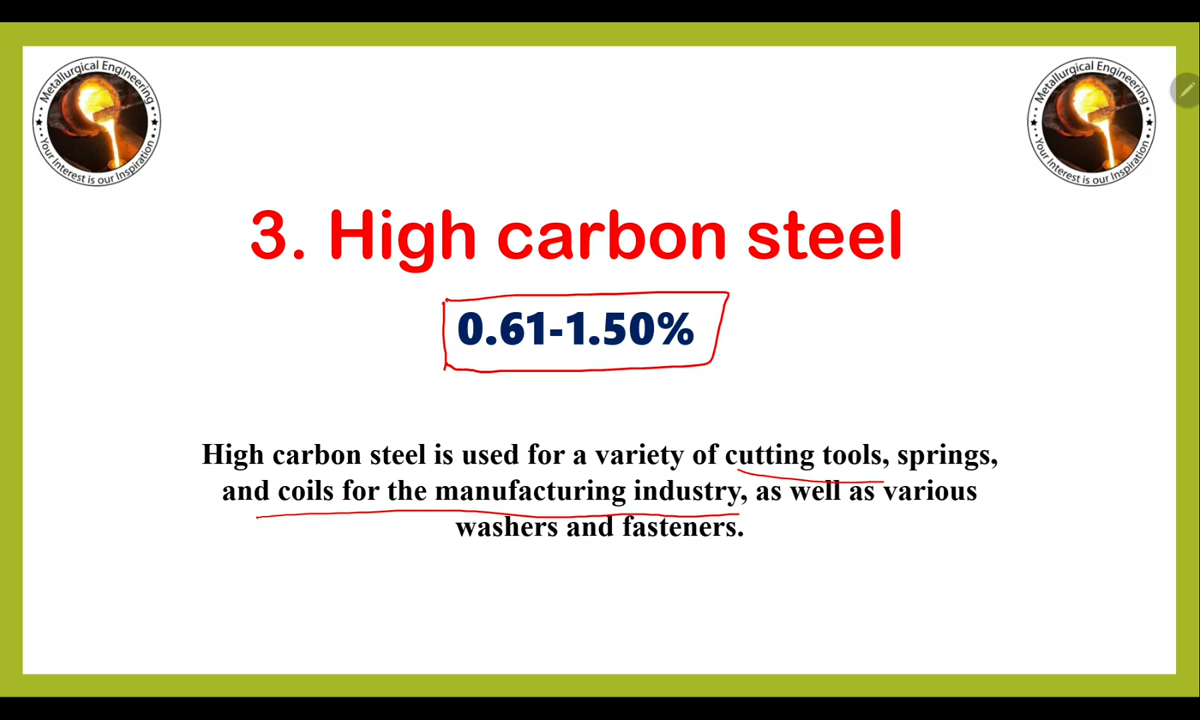 Metallurgical Engineering
Your Interest is our Inspiration
Metallurgical Engineering
Your Interest is our Inspiration
3. High carbon steel
0.61-1.50%
High carbon steel is used for a variety of cutting tools, springs,
and coils for the manufacturing industry, as well as various
washers and fasteners.